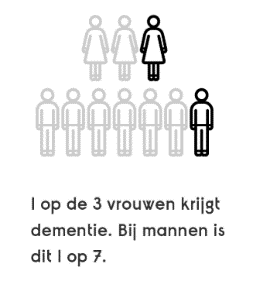 1 op de 3 vrouwen krijgt
dementie. Bij mannen is
dit 1 op 7.